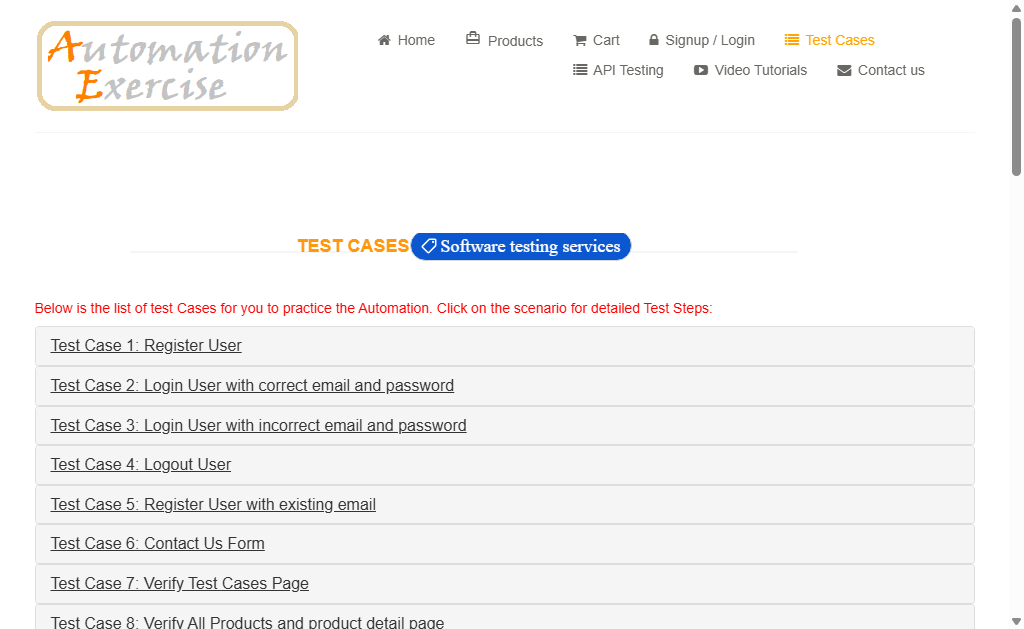 Automation
Exercise
Home
Products
Cart
Signup / Login
Test Cases
API Testing
Video Tutorials
Contact us
TEST CASES
Software testing services
Below is the list of test Cases for you to practice the Automation. Click on the scenario for detailed Test Steps:
Test Case 1: Register User
Test Case 2: Login User with correct email and password
Test Case 3: Login User with incorrect email and password
Test Case 4: Logout User
Test Case 5: Register User with existing email
Test Case 6: Contact Us Form
Test Case 7: Verify Test Cases Page
Test Case 8: Verify All Products and product detail page